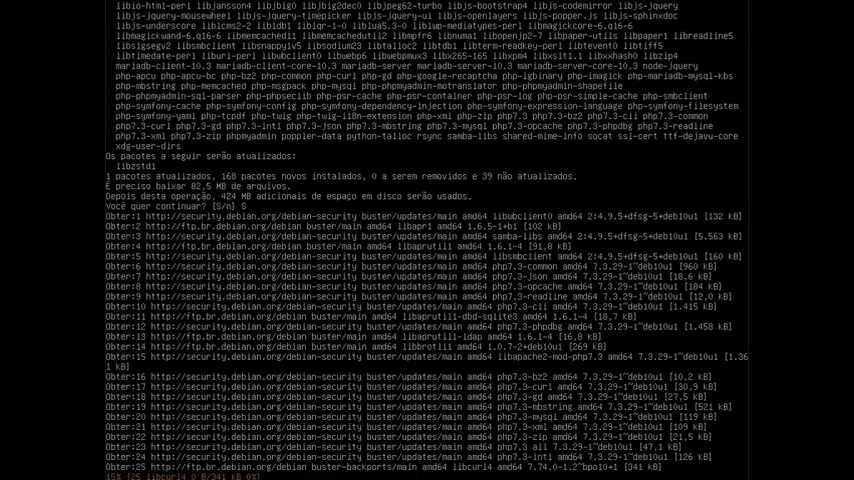 libio-html-perl libjansson4 libjbig0 libjbig2dec0 libjpeg62-turbo libjs-bootstrap4 libjs-codemirror libjs-jquery
libjs-jquery-mousewheel libjs-jquery-timepicker libjs-jquery-ui libjs-openlayers libjs-popper.js libjs-sphinxdoc
libjs-underscore liblcms2-2 libldb1 liblqr-1-0 liblua5.3-0 liblwp-mediatypes-perl libmagickcore-6.q16-6
libmagickwand-6.q16-6 libmemcached11 libmemcachedutil2 libmpfr6 libnuma1 libopenjp2-7 libpaper-utils libpaper1 libreadline5
libsigsegv2 libsmbclient libsnappy1v5 libsodium23 libtalloc2 libtdb1 libterm-readkey-perl libtevent0 libtiff5
libtimedate-perl liburi-perl libwbclient0 libwebp6 libwebpmux3 libx265-165 libxpm4 libxslt1.1 libxxhash0 libzip4
mariadb-client-10.3 mariadb-client-core-10.3 mariadb-server mariadb-server-10.3 mariadb-server-core-10.3 node-jquery
php-apcu php-apcu-bc php-bz2 php-common php-curl php-gd php-google-recaptcha php-igbinary php-imagick php-mariadb-mysql-kbs
php-mbstring php-memcached php-msgpack php-mysql php-phpmyadmin-motranslator php-phpmyadmin-shapefile
php-phpmyadmin-sql-parser php-phpseclib php-psr-cache php-psr-container php-psr-log php-psr-simple-cache php-smbclient
php-symfony-cache php-symfony-config php-symfony-dependency-injection php-symfony-expression-language php-symfony-filesystem
php-symfony-yaml php-tcpdf php-twig php-twig-i18n-extension php-xml php-zip php7.3 php7.3-bz2 php7.3-cli php7.3-common
php7.3-curl php7.3-gd php7.3-intl php7.3-json php7.3-mbstring php7.3-mysql php7.3-opcache php7.3-phpdbg php7.3-readline
php7.3-xml php7.3-zip phpmyadmin poppler-data python-talloc rsync samba-libs shared-mime-info socat ssl-cert ttf-dejavu-core
xdg-user-dirs
Os pacotes a seguir serão atualizados:
libzstd1
1 pacotes atualizados, 168 pacotes novos instalados, 0 a serem removidos e 39 não atualizados.
É preciso baixar 82,5 MB de arquivos.
Depois desta operação, 424 MB adicionais de espaço em disco serão usados.
Você quer continuar? [S/n] S
Obter:1 http://security.debian.org/debian-security buster/updates/main amd64 libwbclient0 amd64 2:4.9.5+dfsg-5+deb10u1 [132 kB]
Obter:2 http://ftp.br.debian.org/debian buster/main amd64 libapr1 amd64 1.6.5-1+b1 [102 kB]
Obter:3 http://security.debian.org/debian-security buster/updates/main amd64 samba-libs amd64 2:4.9.5+dfsg-5+deb10u1 [5.563 kB]
Obter:4 http://ftp.br.debian.org/debian buster/main amd64 libaprutil1 amd64 1.6.1-4 [91,8 kB]
Obter:5 http://security.debian.org/debian-security buster/updates/main amd64 libsmbclient amd64 2:4.9.5+dfsg-5+deb10u1 [160 kB]
Obter:6 http://security.debian.org/debian-security buster/updates/main amd64 php7.3-common amd64 7.3.29-1~deb10u1 [960 kB]
Obter:7 http://security.debian.org/debian-security buster/updates/main amd64 php7.3-json amd64 7.3.29-1~deb10u1 [18,6 kB]
Obter:8 http://security.debian.org/debian-security buster/updates/main amd64 php7.3-opcache amd64 7.3.29-1~deb10u1 [184 kB]
Obter:9 http://security.debian.org/debian-security buster/updates/main amd64 php7.3-readline amd64 7.3.29-1~deb10u1 [12,0 kB]
Obter:10 http://security.debian.org/debian-security buster/updates/main amd64 php7.3-cli amd64 7.3.29-1~deb10u1 [1.415 kB]
Obter:11 http://ftp.br.debian.org/debian buster/main amd64 libaprutil1-dbd-sqlite3 amd64 1.6.1-4 [18,7 kB]
Obter:12 http://security.debian.org/debian-security buster/updates/main amd64 php7.3-phpdbg amd64 7.3.29-1~deb10u1 [1.458 kB]
Obter:13 http://ftp.br.debian.org/debian buster/main amd64 libaprutil1-ldap amd64 1.6.1-4 [16,8 kB]
Obter:14 http://ftp.br.debian.org/debian buster/main amd64 libbrotli1 amd64 1.0.7-2+deb10u1 [269 kB]
Obter:15 http://security.debian.org/debian-security buster/updates/main amd64 libapache2-mod-php7.3 amd64 7.3.29-1~deb10u1 [1.36
1 kB]
Obter:16 http://security.debian.org/debian-security buster/updates/main amd64 php7.3-bz2 amd64 7.3.29-1~deb10u1 [10,2 kB]
Obter:17 http://security.debian.org/debian-security buster/updates/main amd64 php7.3-curl amd64 7.3.29-1~deb10u1 [30,9 kB]
Obter:18 http://security.debian.org/debian-security buster/updates/main amd64 php7.3-gd amd64 7.3.29-1~deb10u1 [27,5 kB]
Obter:19 http://security.debian.org/debian-security buster/updates/main amd64 php7.3-mbstring amd64 7.3.29-1~deb10u1 [521 kB]
Obter:20 http://security.debian.org/debian-security buster/updates/main amd64 php7.3-mysql amd64 7.3.29-1~deb10u1 [119 kB]
Obter:21 http://security.debian.org/debian-security buster/updates/main amd64 php7.3-xml amd64 7.3.29-1~deb10u1 [109 kB]
Obter:22 http://security.debian.org/debian-security buster/updates/main amd64 php7.3-zip amd64 7.3.29-1~deb10u1 [21,5 kB]
Obter:23 http://security.debian.org/debian-security buster/updates/main amd64 php7.3 all 7.3.29-1~deb10u1 [47,1 kB]
Obter:24 http://security.debian.org/debian-security buster/updates/main amd64 php7.3-intl amd64 7.3.29-1~deb10u1 [126 kB]
Obter:25 http://ftp.br.debian.org/debian buster-backports/main amd64 libcurl4 amd64 7.74.0-1.2~bpo10+1 [341 kB]
15% [25 libcurl4 0 B/341 kB 0%]